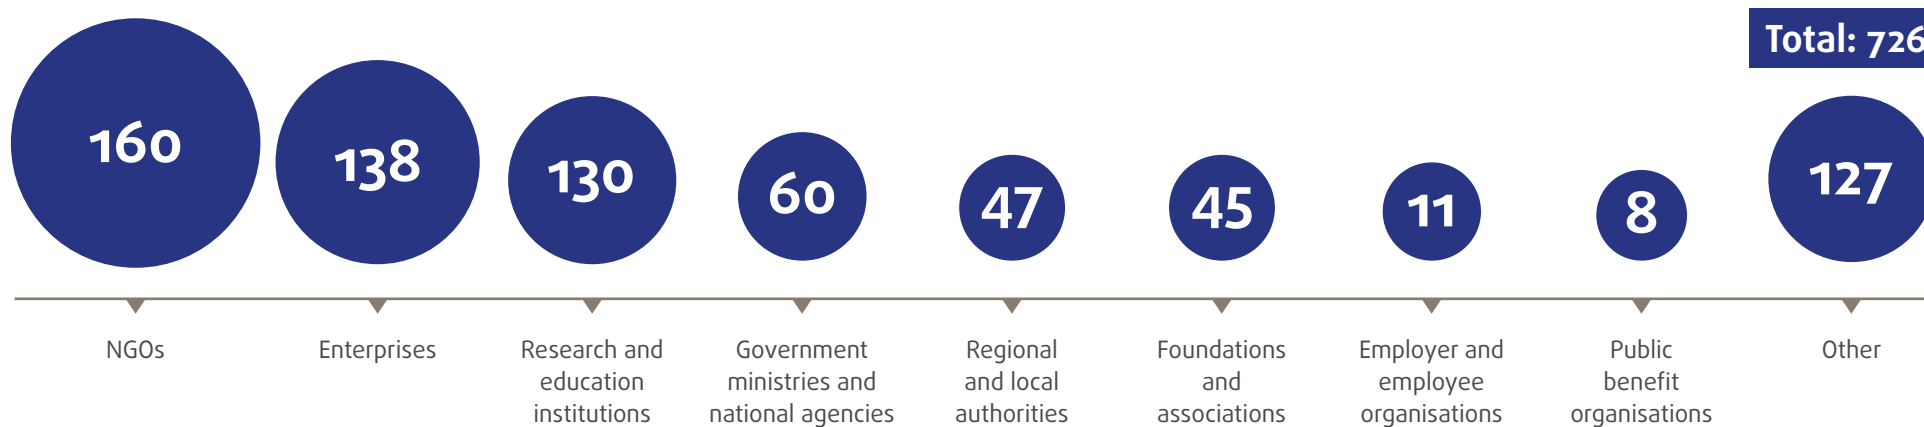 Total: 726
160
138
130
60
47
45
11
8
127
NGOs
Enterprises
Research and
education
institutions
Government
ministries and
national agencies
Regional
and local
authorities
Foundations
and
associations
Employer and
employee
organisations
Public
benefit
organisations
Other